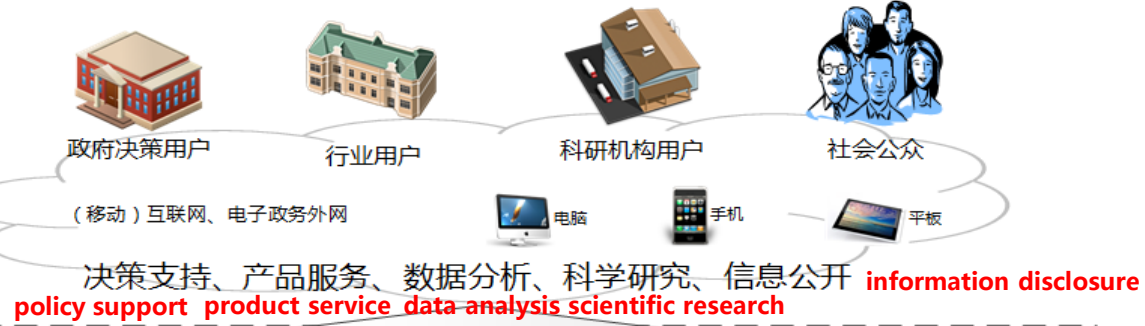 政府决策用户
行业用户
科研机构用户
社会公众
（移动）互联网、电子政务外网
电脑
手机
平板
决策支持、产品服务、数据分析、科学研究、信息公开
information disclosure
policy support product service data analysis scientific research